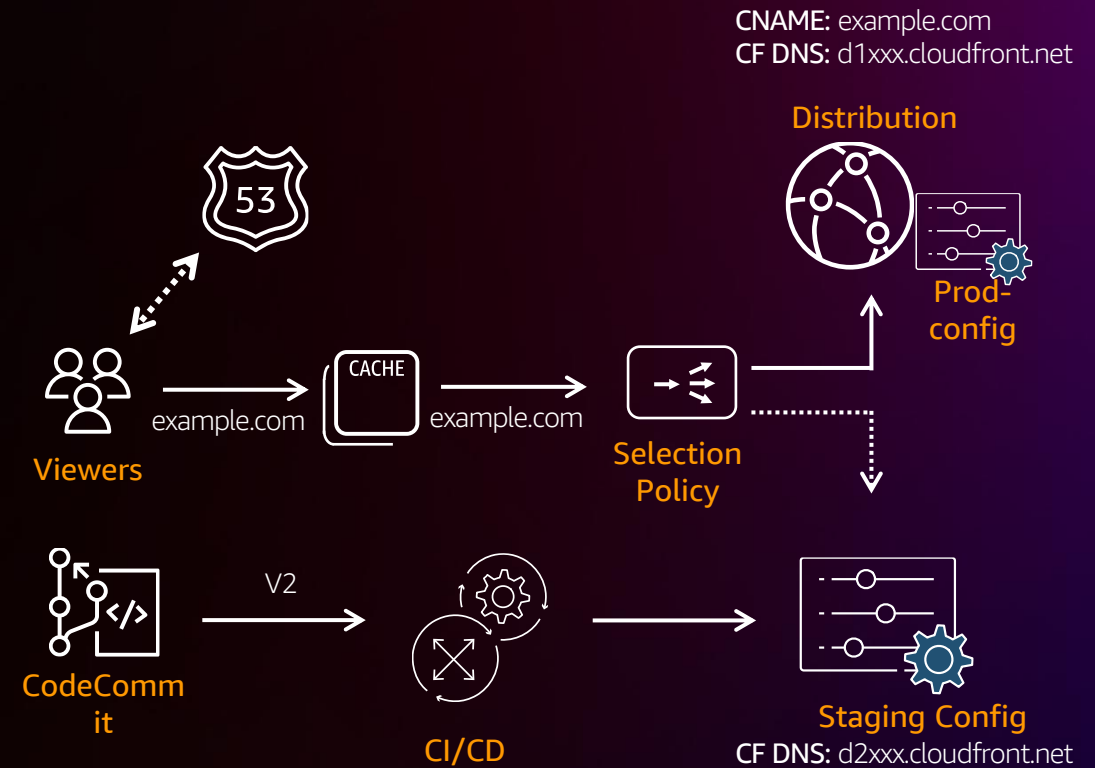 CNAME: example.com
CF DNS: d1xxx.cloudfront.net
Distribution
53
Prod-
config
CACHE
example.com
example.com
Viewers
Selection
Policy
V2
</>
CodeComm
it
CI/CD
Staging Config
CF DNS: d2xxx.cloudfront.net